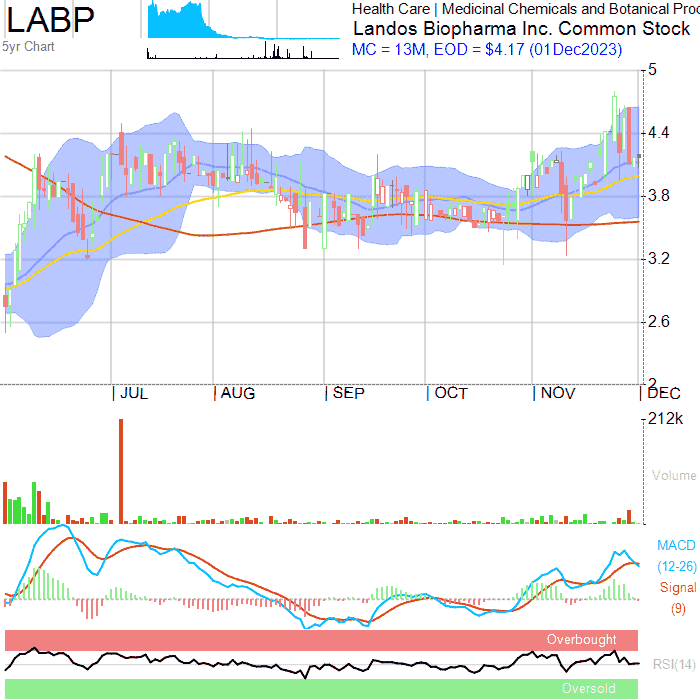 LABP
5yr Chart
Health Care | Medicinal Chemicals and Botanical Pro
Landos Biopharma Inc. Common Stock
MC = 13M, EOD = $4.17 (01Dec2023)
5
4.4
3.8
3.2
2.6
2
JUL
AUG
SEP
OCT
NOV
DEC
212k
Volume
MACD
(12-26)
Signal
(9)
Overbought
RSI(14)
Oversold